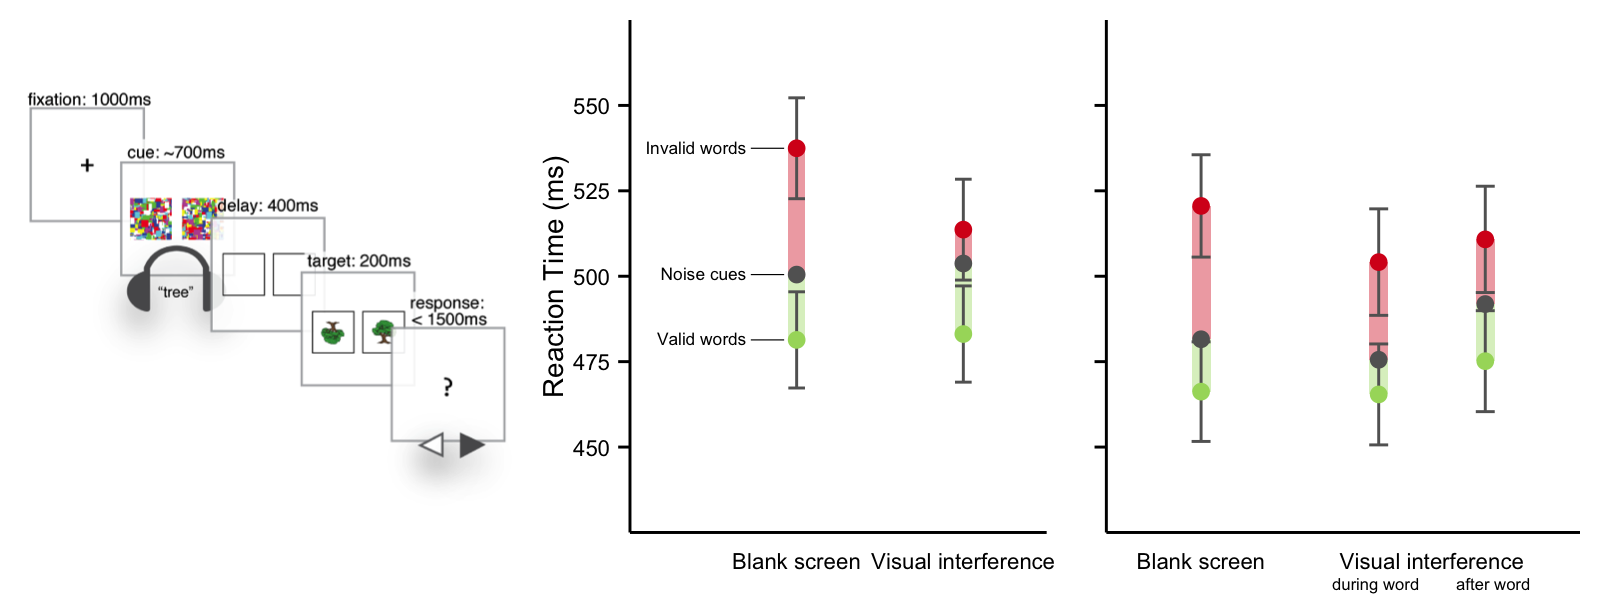 fixation: 1000ms
+
cue: ~700ms
"tree"
delay: 400ms
target: 200ms
response:
< 1500ms
?
Reaction Time (ms)
550
525
500
475
450
Invalid words
Noise cues
Valid words
Blank screen
Visual interference
Blank screen
Visual interference
during word
after word